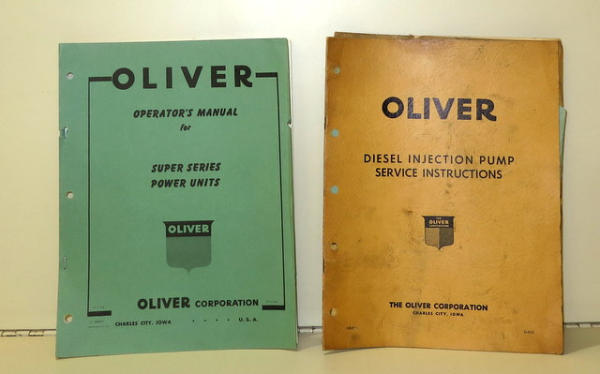 OLIVER
OPERATOR'S MANUAL
for
SUPER SERIES
POWER UNITS
OLIVER
OLIVER CORPORATION
CHARLES CITY, IOWA U. S. A.
OLIVER
DIESEL INJECTION PUMP
SERVICE INSTRUCTIONS
OLIVER
THE OLIVER CORPORATION
CHARLES CITY, IOWA